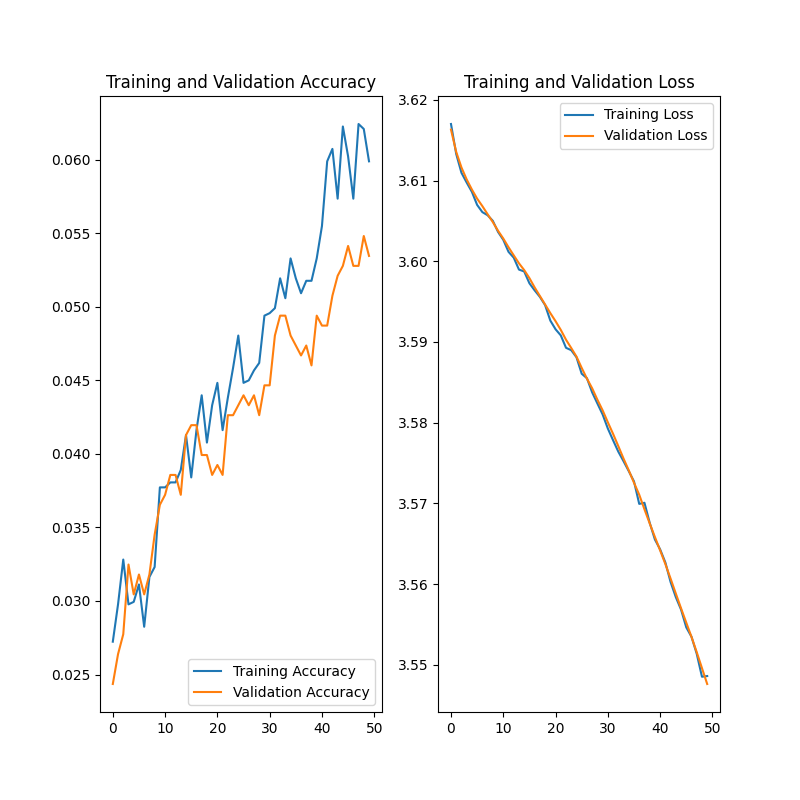 Training and Validation Accuracy
0.060
0.055
0.050
0.045
0.040
0.035
0.030
0.025
Training Accuracy
Validation Accuracy
0 10 20 30 40 50
Training and Validation Loss
3.62
3.61
3.60
3.59
3.58
3.57
3.56
3.55
Training Loss
Validation Loss
0 10 20 30 40 50